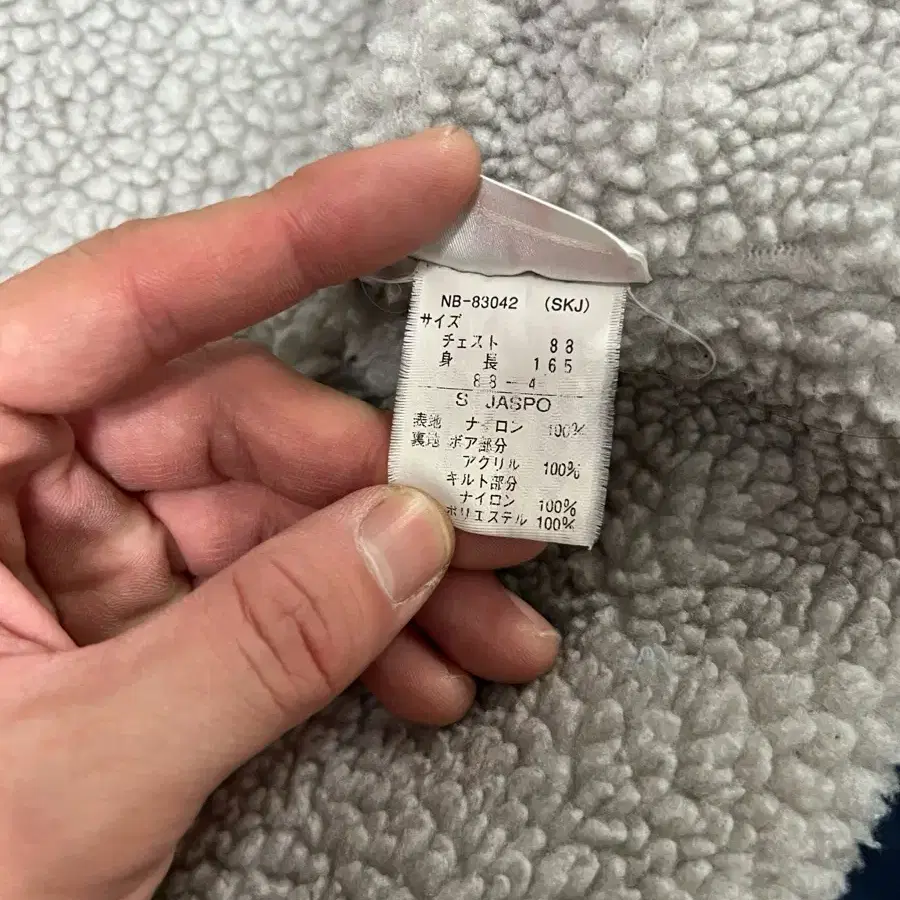 NB-83042 (SKJ)
サイズ
チェスト 88
身長 165
88-4
S JASPO
表地 ナイロン 100%
裏地 ボア部分
アクリル 100%
キルト部分
ナイロン 100%
ポリエステル 100%